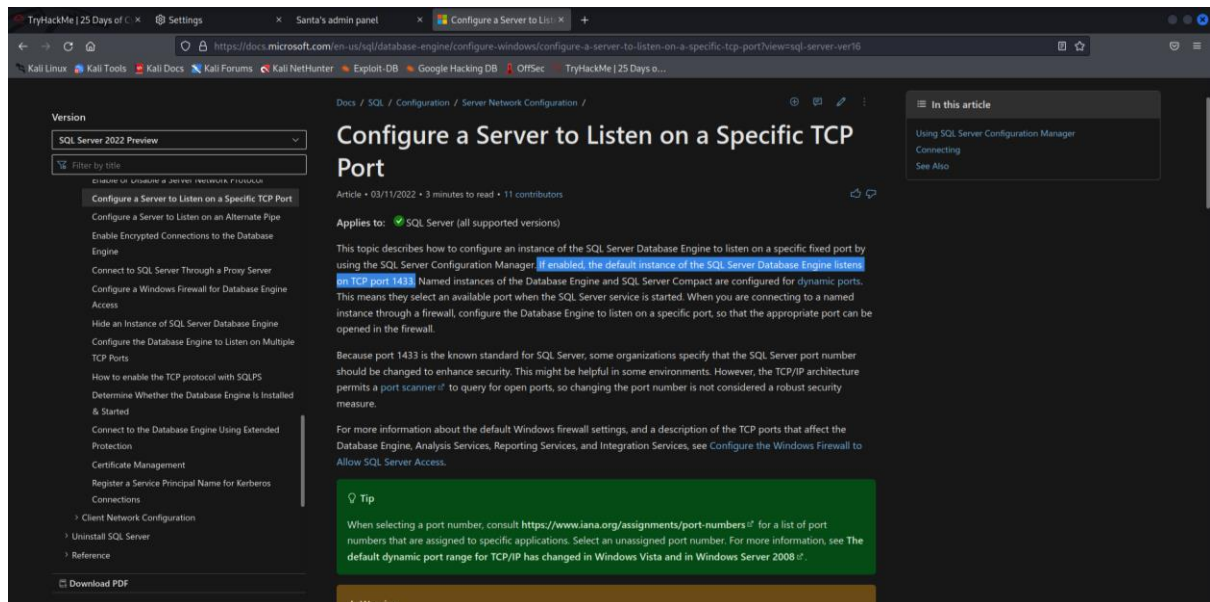 TryHackMe | 25 Days of C
Settings
Santa's admin panel
Configure a Server to List
https://docs.microsoft.com/en-us/sql/database-engine/configure-windows/configure-a-server-to-listen-on-a-specific-tcp-port?view=sql-server-ver16
Kali Linux Kali Tools Kali Docs Kali Forums Kali NetHunter Exploit-DB Google Hacking DB OffSec TryHackMe | 25 Days o...
Version
SQL Server 2022 Preview
Filter by title
Enable or Disable a Server Network Protocol
Configure a Server to Listen on a Specific TCP Port
Configure a Server to Listen on an Alternate Pipe
Enable Encrypted Connections to the Database
Engine
Connect to SQL Server Through a Proxy Server
Configure a Windows Firewall for Database Engine
Access
Hide an Instance of SQL Server Database Engine
Configure the Database Engine to Listen on Multiple
TCP Ports
How to enable the TCP protocol with SQLPS
Determine Whether the Database Engine Is Installed
& Started
Connect to the Database Engine Using Extended
Protection
Certificate Management
Register a Service Principal Name for Kerberos
Connections
Client Network Configuration
Uninstall SQL Server
Reference
Download PDF
Docs / SQL / Configuration / Server Network Configuration /
Configure a Server to Listen on a Specific TCP
Port
Article • 03/11/2022 • 3 minutes to read • 11 contributors
Applies to: SQL Server (all supported versions)
This topic describes how to configure an instance of the SQL Server Database Engine to listen on a specific fixed port by
using the SQL Server Configuration Manager. If enabled, the default instance of the SQL Server Database Engine listens
on TCP port 1433. Named instances of the Database Engine and SQL Server Compact are configured for dynamic ports.
This means they select an available port when the SQL Server service is started. When you are connecting to a named
instance through a firewall, configure the Database Engine to listen on a specific port, so that the appropriate port can be
opened in the firewall.
Because port 1433 is the known standard for SQL Server, some organizations specify that the SQL Server port number
should be changed to enhance security. This might be helpful in some environments. However, the TCP/IP architecture
permits a port scanner to query for open ports, so changing the port number is not considered a robust security
measure.
For more information about the default Windows firewall settings, and a description of the TCP ports that affect the
Database Engine, Analysis Services, Reporting Services, and Integration Services, see Configure the Windows Firewall to
Allow SQL Server Access.
Tip
When selecting a port number, consult https://www.iana.org/assignments/port-numbers for a list of port
numbers that are assigned to specific applications. Select an unassigned port number. For more information, see The
default dynamic port range for TCP/IP has changed in Windows Vista and in Windows Server 2008.
In this article
Using SQL Server Configuration Manager
Connecting
See Also